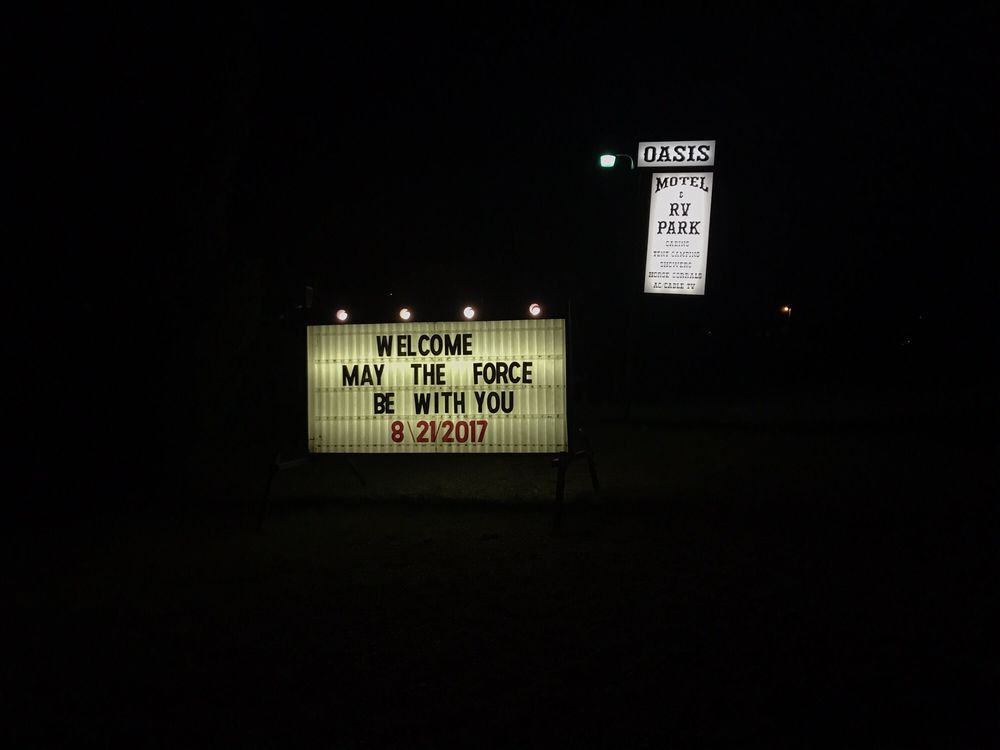 OASIS
MOTEL
&
RV
PARK
CABINS
TENT CAMPING
SHOWERS
HORSE CORRALS
AC CABLE TV
WELCOME
MAY THE FORCE
BE WITH YOU
8\21/2017